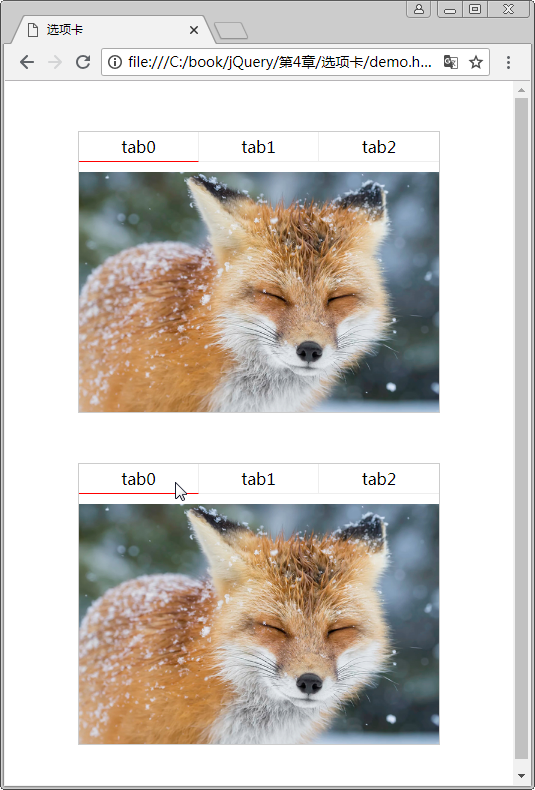 选项卡
file:///C:/book/jQuery/第4章/选项卡/demo.h...
tab0 tab1 tab2
tab0 tab1 tab2